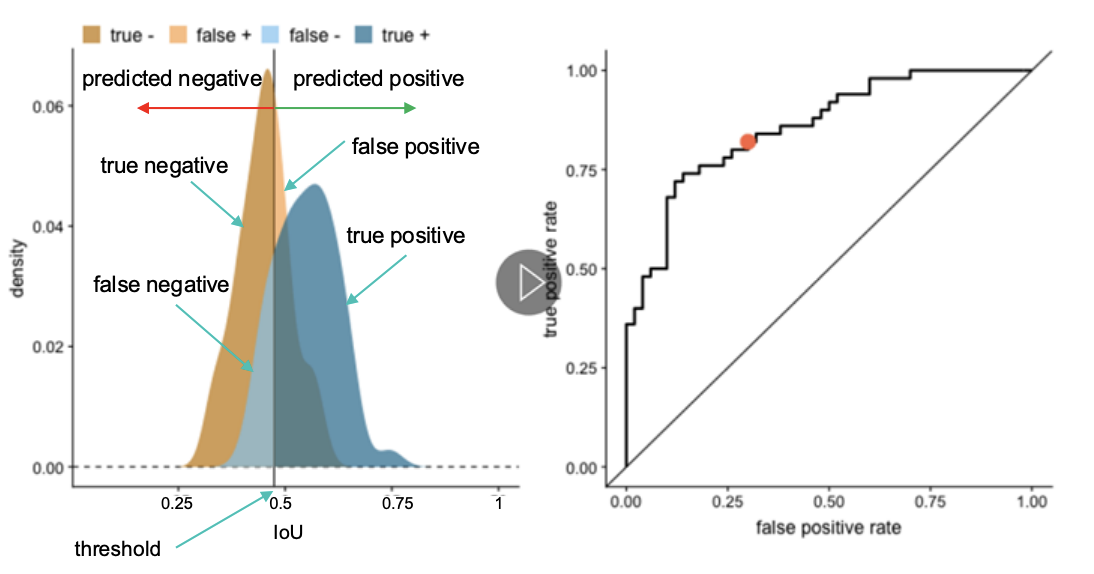 true -
false +
false -
true +
predicted negative
predicted positive
0.06
false positive
true negative
0.04
true positive
density
false negative
0.02
0.00
0.25
0.5
0.75
1
IoU
threshold
1.00
0.75
true positive rate
0.50
0.25
0.00
0.00
0.25
0.50
0.75
1.00
false positive rate